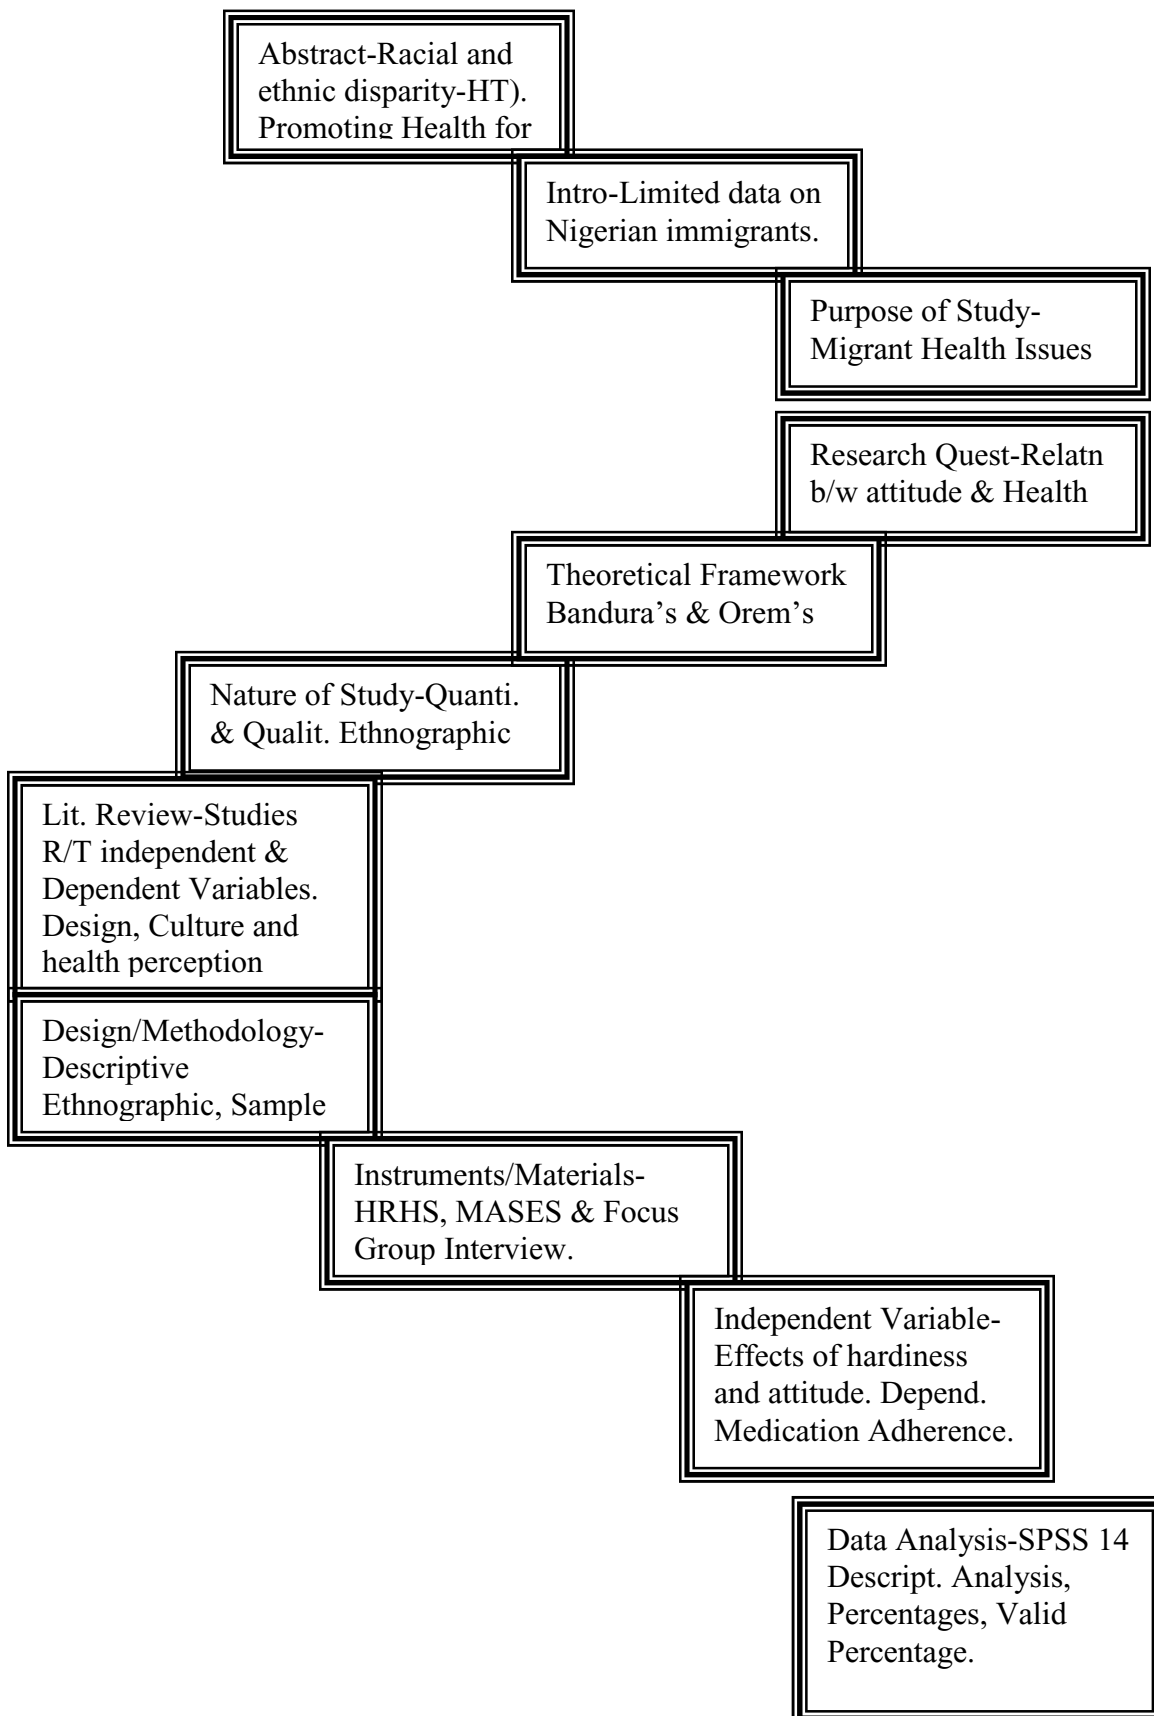 Abstract-Racial and
ethnic disparity-HT).
Promoting Health for
Intro-Limited data on
Nigerian immigrants.
Purpose of Study-
Migrant Health Issues
Research Quest-Relatn
b/w attitude & Health
Theoretical Framework
Bandura’s & Orem’s
Nature of Study-Quanti.
& Qualit. Ethnographic
Lit. Review-Studies
R/T independent &
Dependent Variables.
Design, Culture and
health perception
Design/Methodology-
Descriptive
Ethnographic, Sample
Instruments/Materials-
HRHS, MASES & Focus
Group Interview.
Independent Variable-
Effects of hardiness
and attitude. Depend.
Medication Adherence.
Data Analysis-SPSS 14
Descript. Analysis,
Percentages, Valid
Percentage.